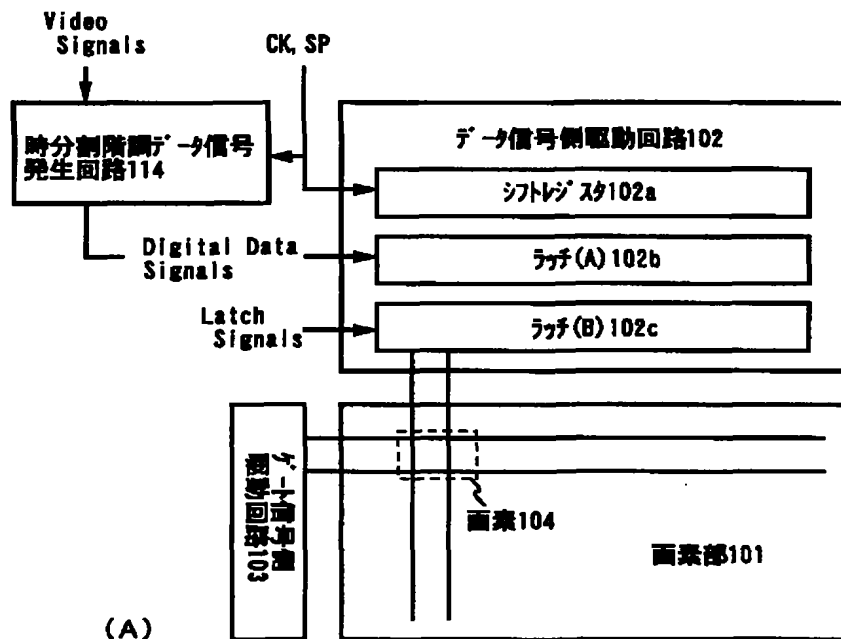 Video
Signals
CK, SP
時分割階調データ信号
発生回路114
データ信号側駆動回路102
シフトレジスタ102a
Digital Data
Signals
ラッチ(A)102b
Latch
Signals
ラッチ(B)102c
ゲート信号側
駆動回路103
画素104
画素部101
(A)